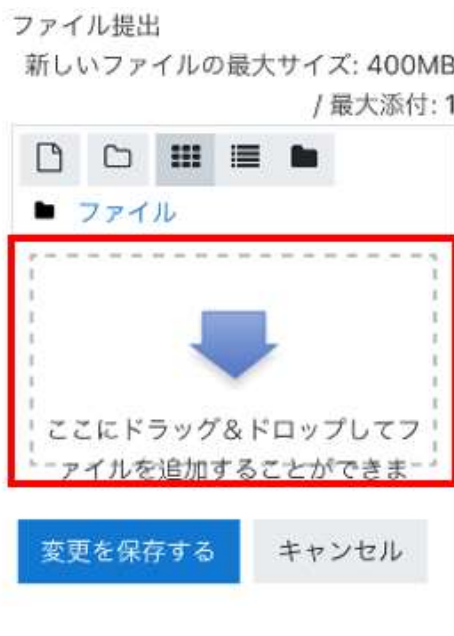 ファイル提出
新しいファイルの最大サイズ: 400MB
/ 最大添付: 1
ファイル
ここにドラッグ&ドロップしてフ
ァイルを追加することができま
変更を保存する
キャンセル